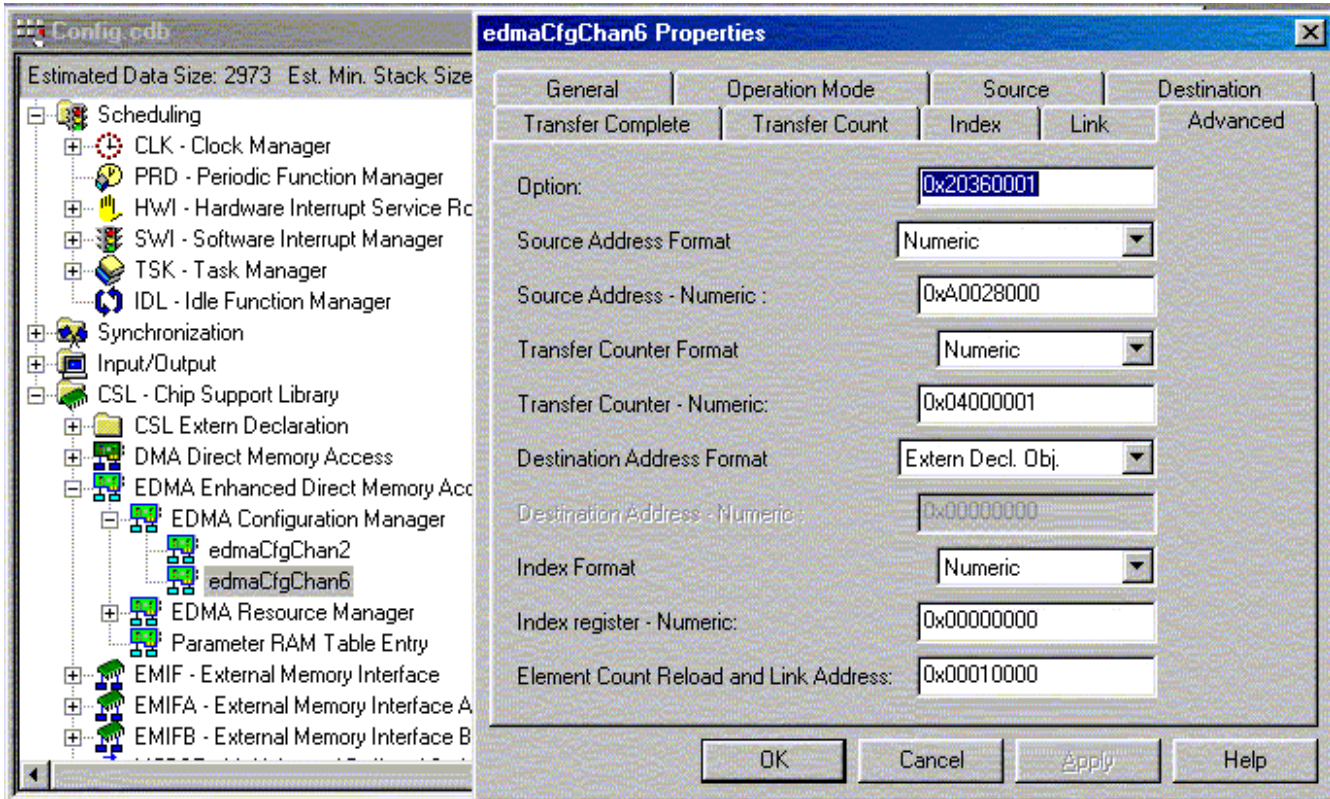 Config.cdb
Estimated Data Size: 2973 Est. Min. Stack Size
Scheduling
CLK - Clock Manager
PRD - Periodic Function Manager
HWI - Hardware Interrupt Service Ro
SWI - Software Interrupt Manager
TSK - Task Manager
IDL - Idle Function Manager
Synchronization
Input/Output
CSL - Chip Support Library
CSL Extern Declaration
DMA Direct Memory Access
EDMA Enhanced Direct Memory Acc
EDMA Configuration Manager
edmaCfgChan2
edmaCfgChan6
EDMA Resource Manager
Parameter RAM Table Entry
EMIF - External Memory Interface
EMIFA - External Memory Interface A
EMIFB - External Memory Interface B
edmaCfgChan6 Properties
General Operation Mode Source Destination
Transfer Complete Transfer Count Index Link Advanced
Option: 0x20360001
Source Address Format Numeric
Source Address - Numeric : 0xA0028000
Transfer Counter Format Numeric
Transfer Counter - Numeric: 0x04000001
Destination Address Format Extern Decl. Obj.
Destination Address - Numeric : 0x00000000
Index Format Numeric
Index register - Numeric: 0x00000000
Element Count Reload and Link Address: 0x00010000
OK Cancel Apply Help